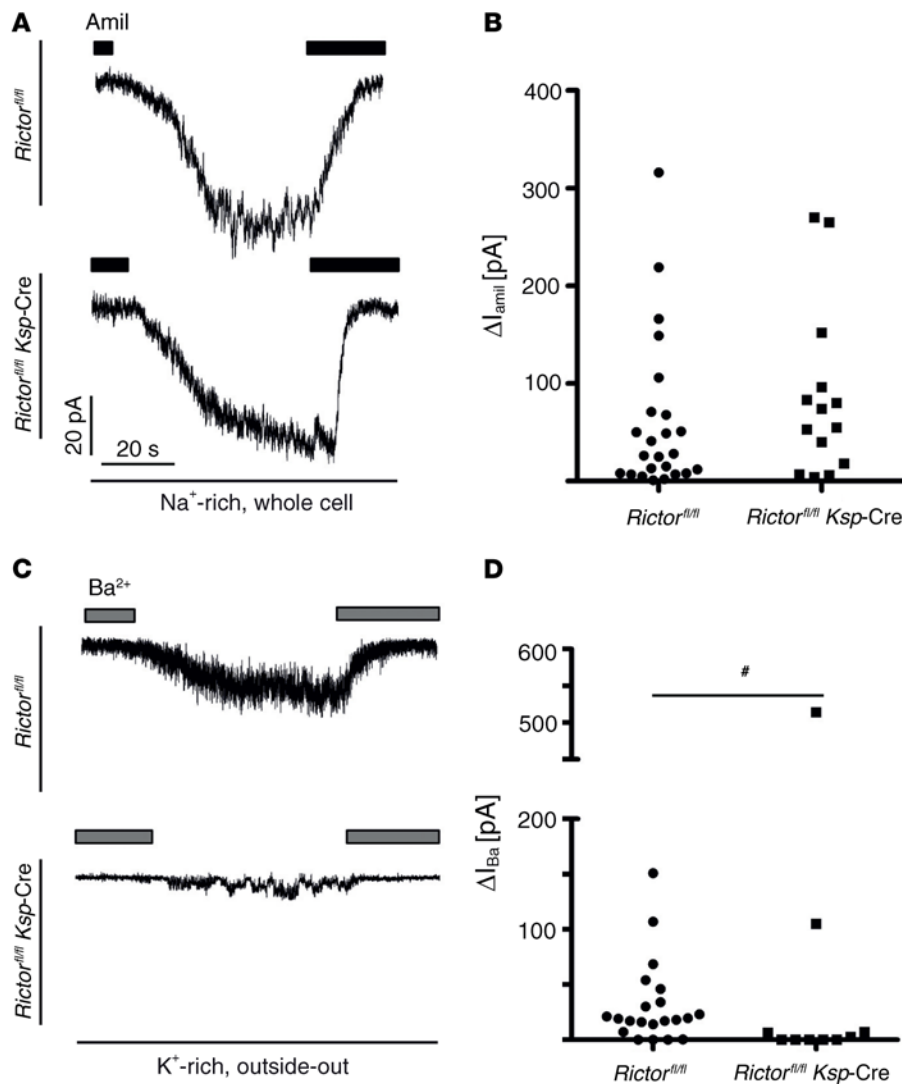 A
Amil
Rictorfl/fl
Rictorfl/fl Ksp-Cre
20 pA
20 s
Na+-rich, whole cell
B
400
300
200
100
ΔIamil [pA]
Rictorfl/fl
Rictorfl/fl Ksp-Cre
C
Ba2+
Rictorfl/fl
Rictorfl/fl Ksp-Cre
K+-rich, outside-out
D
600
#
500
200
100
0
ΔIBa [pA]
Rictorfl/fl
Rictorfl/fl Ksp-Cre